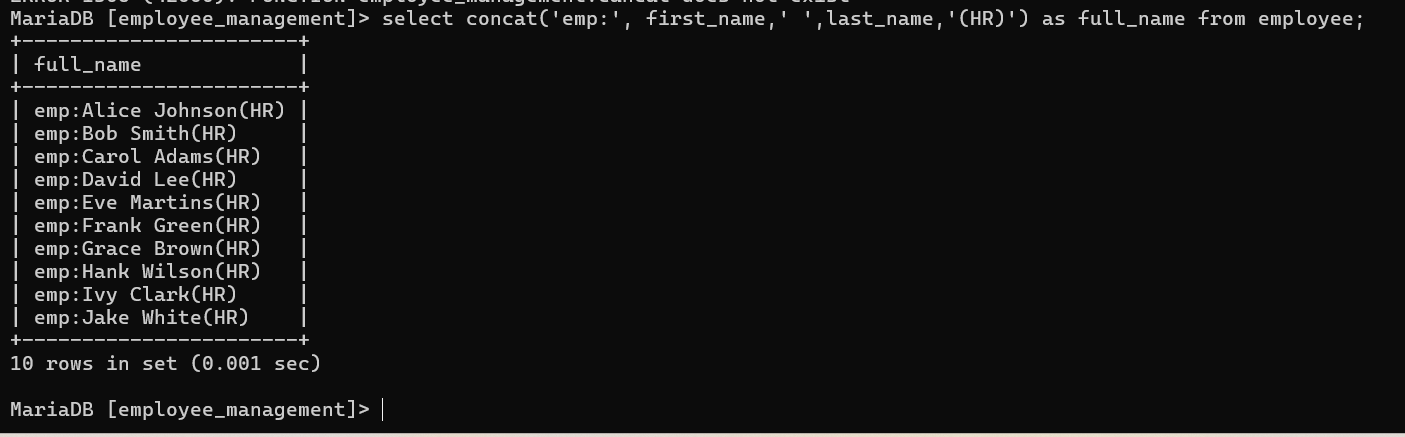 MariaDB [employee_management]> select concat('emp:', first_name,' ',last_name,'(HR)') as full_name from employee;
+-----------------------+
| full_name             |
+-----------------------+
| emp:Alice Johnson(HR) |
| emp:Bob Smith(HR)     |
| emp:Carol Adams(HR)   |
| emp:David Lee(HR)     |
| emp:Eve Martins(HR)   |
| emp:Frank Green(HR)   |
| emp:Grace Brown(HR)   |
| emp:Hank Wilson(HR)   |
| emp:Ivy Clark(HR)     |
| emp:Jake White(HR)    |
+-----------------------+
10 rows in set (0.001 sec)
MariaDB [employee_management]>